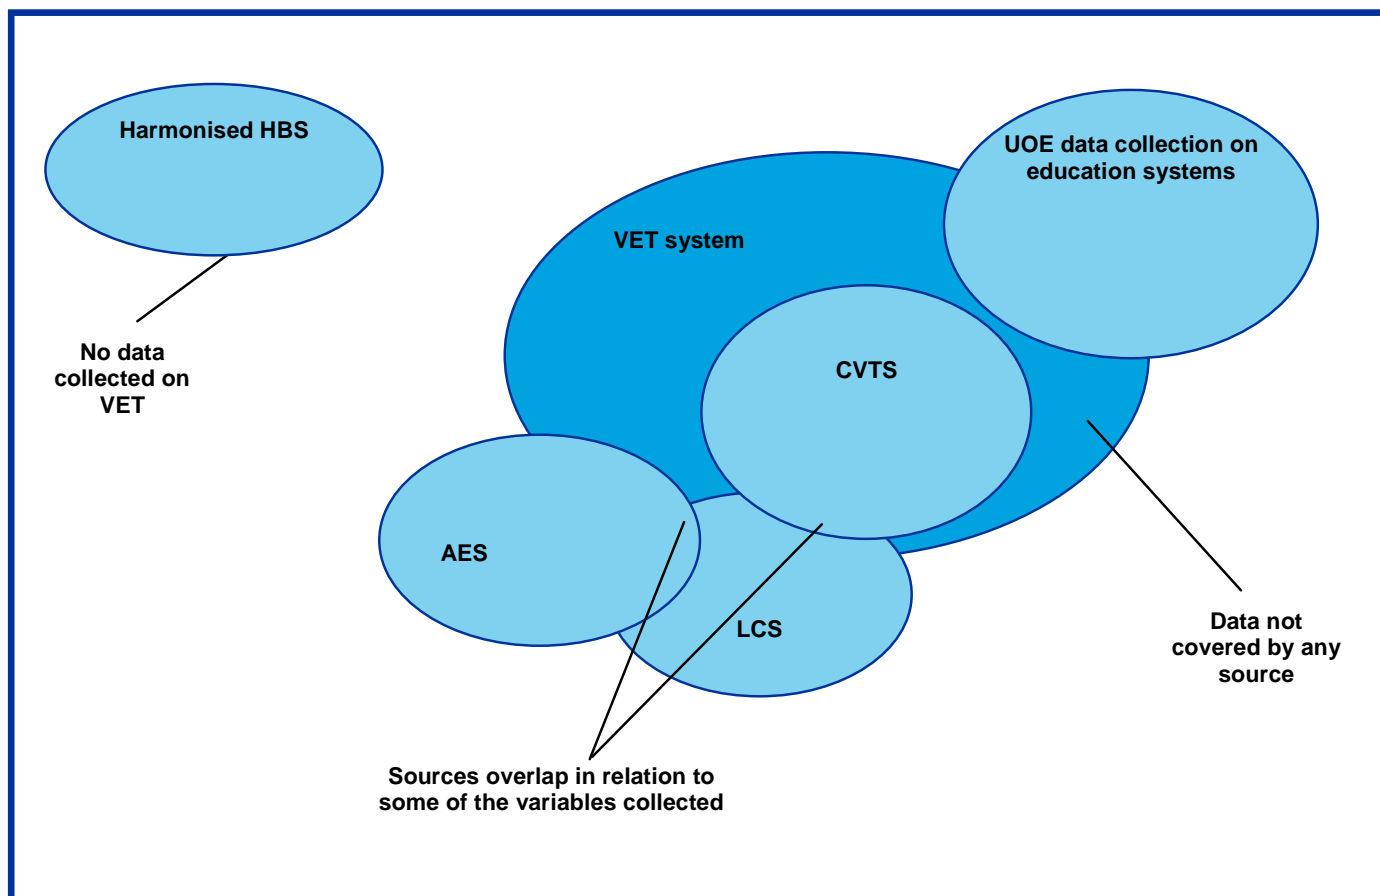 Harmonised HBS
UOE data collection on
education systems
VET system
No data
collected on
VET
CVTS
AES
LCS
Data not
covered by any
source
Sources overlap in relation to
some of the variables collected